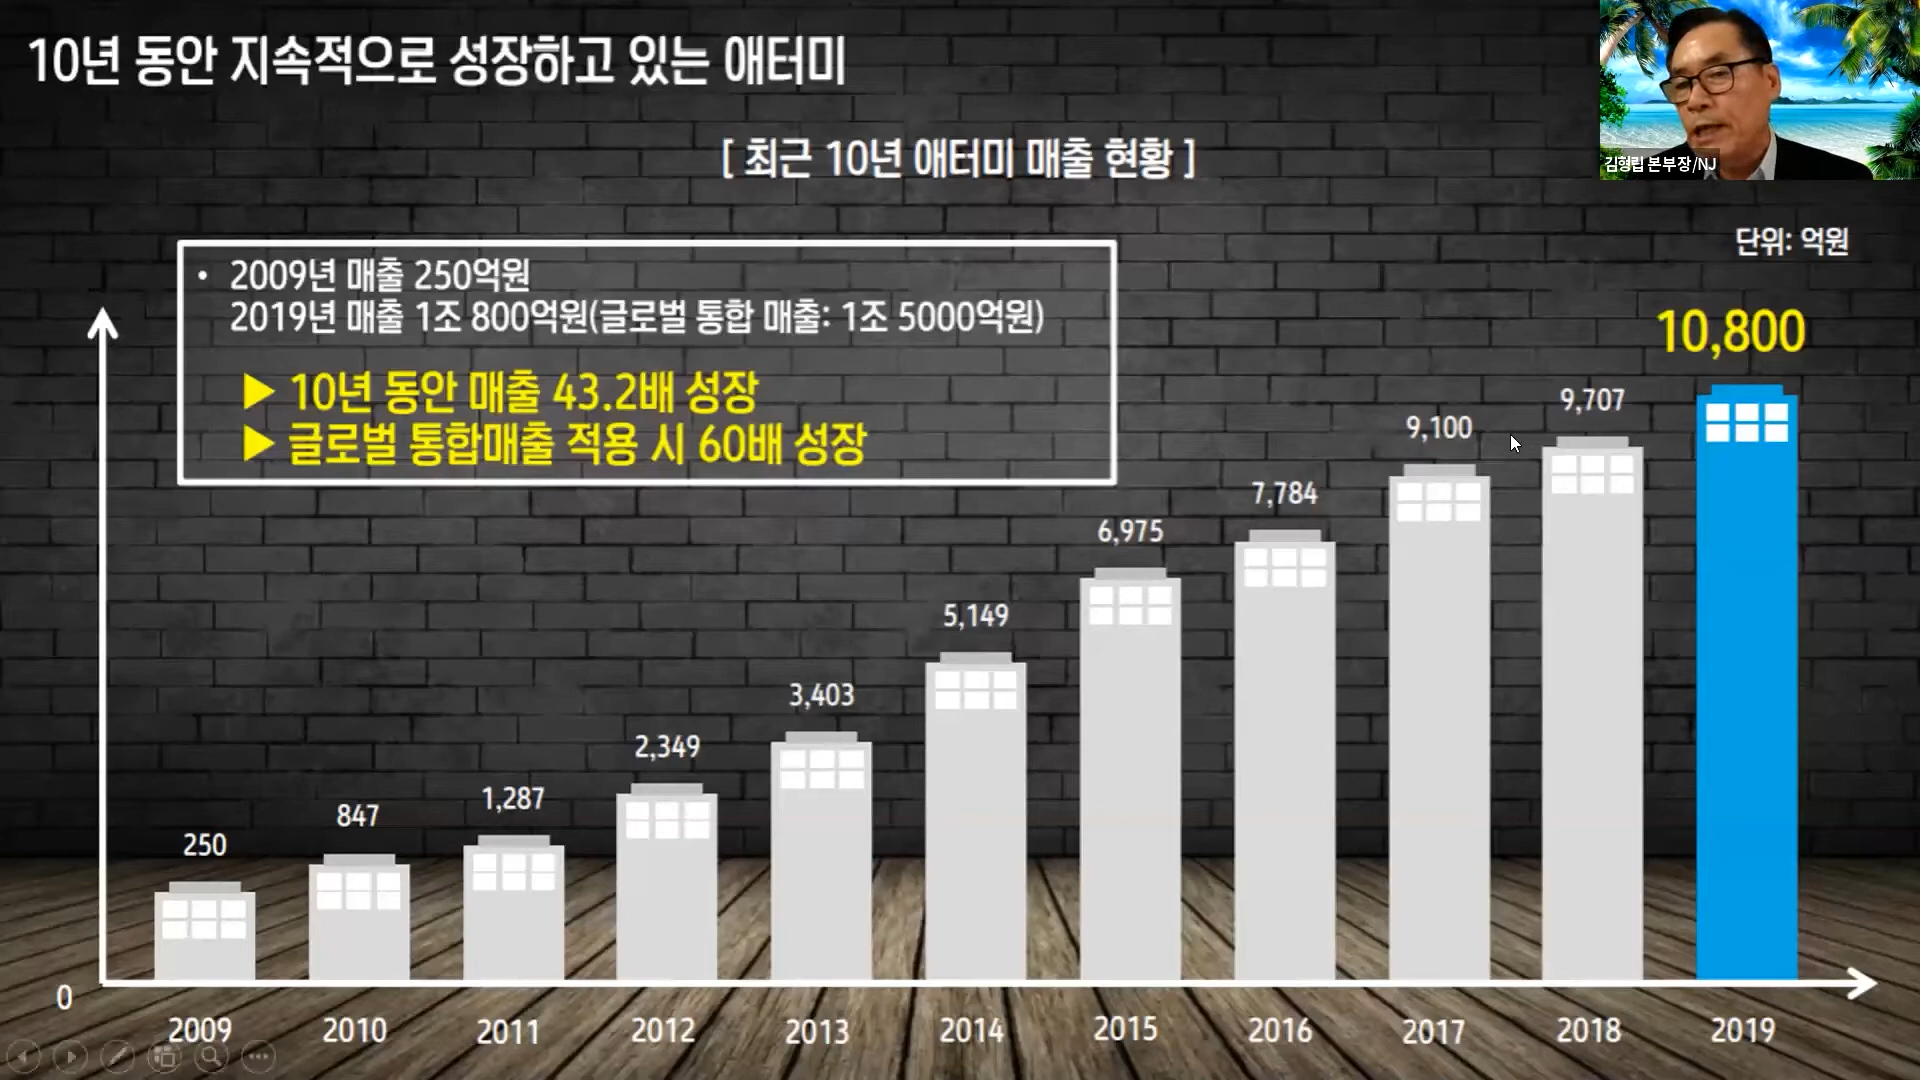 10년 동안 지속적으로 성장하고 있는 애터미
김형립 본부장/NJ
[ 최근 10년 애터미 매출 현황 ]
단위: 억원
• 2009년 매출 250억원
2019년 매출 1조 800억원(글로벌 통합 매출: 1조 5000억원)
▶ 10년 동안 매출 43.2배 성장
▶ 글로벌 통합매출 적용 시 60배 성장
250
847
1,287
2,349
3,403
5,149
6,975
7,784
9,100
9,707
10,800
0
2009 2010 2011 2012 2013 2014 2015 2016 2017 2018 2019